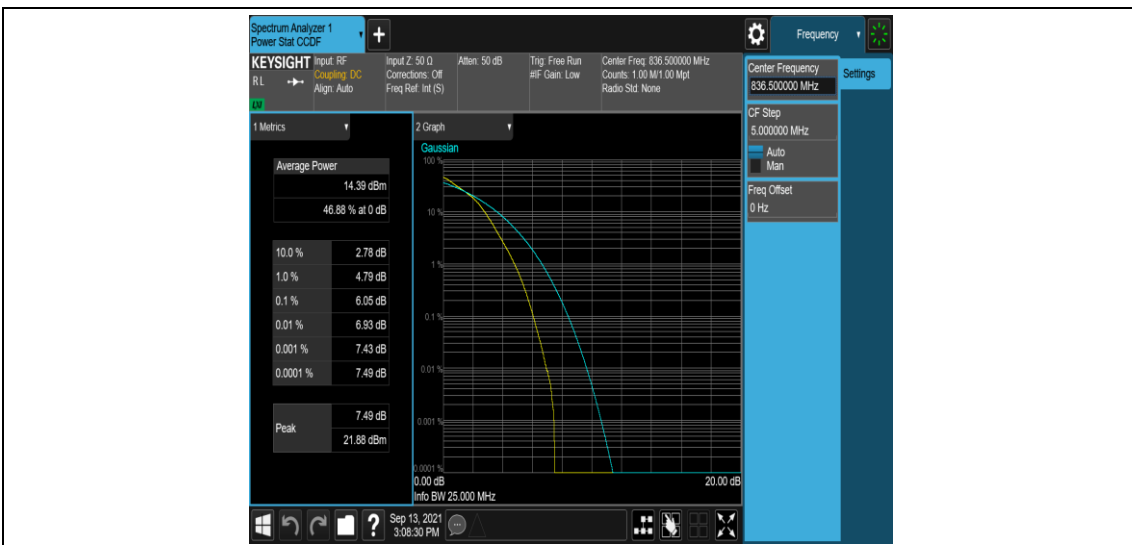 Spectrum Analyzer 1
Power Stat CCDF
+
Frequency
KEYSIGHT
RL
LXI
Input: RF
Coupling: DC
Align: Auto
Input Z: 50 Ω
Corrections: Off
Freq Ref: Int (S)
Atten: 50 dB
Trig: Free Run
#IF Gain: Low
Center Freq: 836.500000 MHz
Counts: 1.00 M/1.00 Mpt
Radio Std: None
Center Frequency
836.500000 MHz
Settings
CF Step
5.000000 MHz
Auto
Man
Freq Offset
0 Hz
1 Metrics
Average Power
14.39 dBm
46.88 % at 0 dB
10.0 % 2.78 dB
1.0 % 4.79 dB
0.1 % 6.05 dB
0.01 % 6.93 dB
0.001 % 7.43 dB
0.0001 % 7.49 dB
Peak 7.49 dB
21.88 dBm
2 Graph
Gaussian
100 %
10 %
1 %
0.1 %
0.01 %
0.001 %
0.0001 %
0.00 dB 20.00 dB
Info BW 25.000 MHz
?
Sep 13, 2021
3:08:30 PM